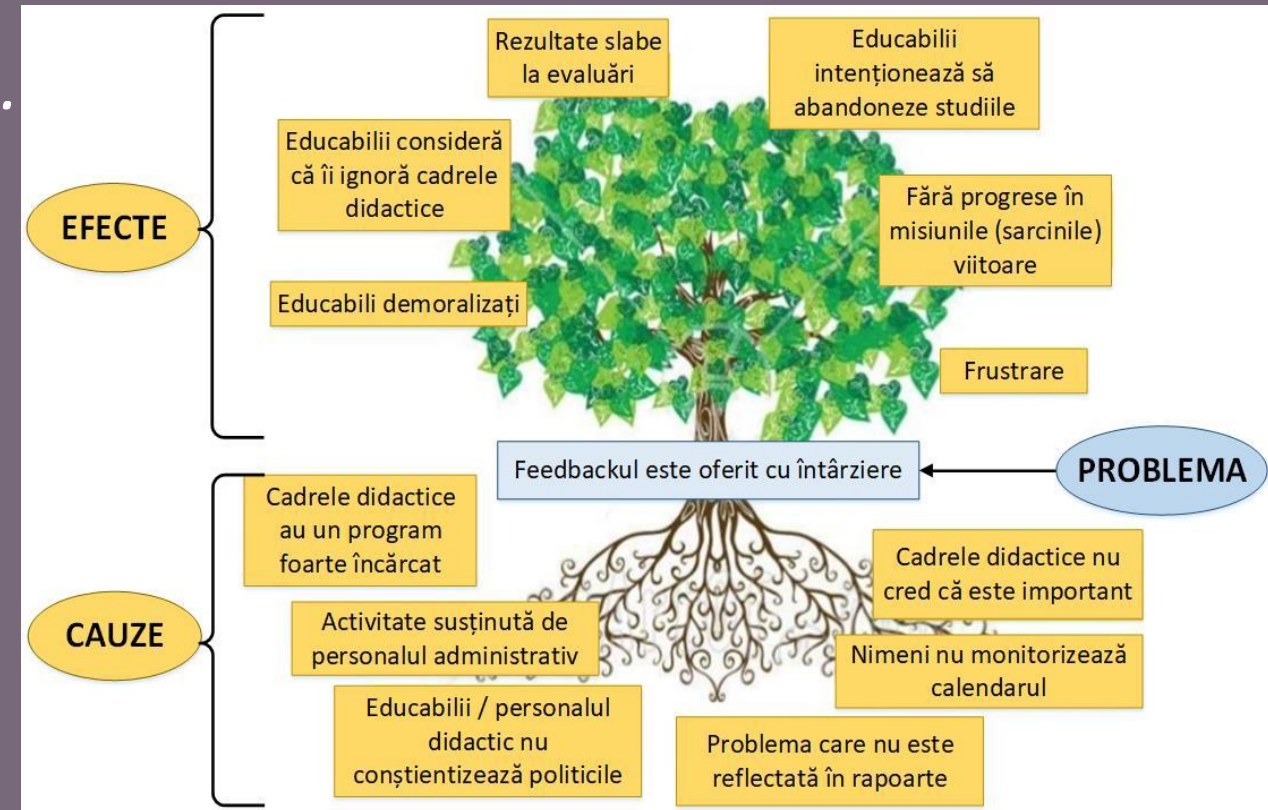 Rezultate slabe
la evaluări
Educabilii
intenționează să
abandoneze studiile
Educabilii consideră
că îi ignoră cadrele
didactice
Fără progrese în
misiunile (sarcinile)
viitoare
EFECTE
Educabili demoralizați
Frustrare
Feedbackul este oferit cu întârziere
PROBLEMA
Cadrele didactice
au un program
foarte încărcat
Cadrele didactice nu
cred că este important
CAUZE
Activitate susținută de
personalul administrativ
Nimeni nu monitorizează
calendarul
Educabilii / personalul
didactic nu
conștientizează politicile
Problema care nu este
reflectată în rapoarte